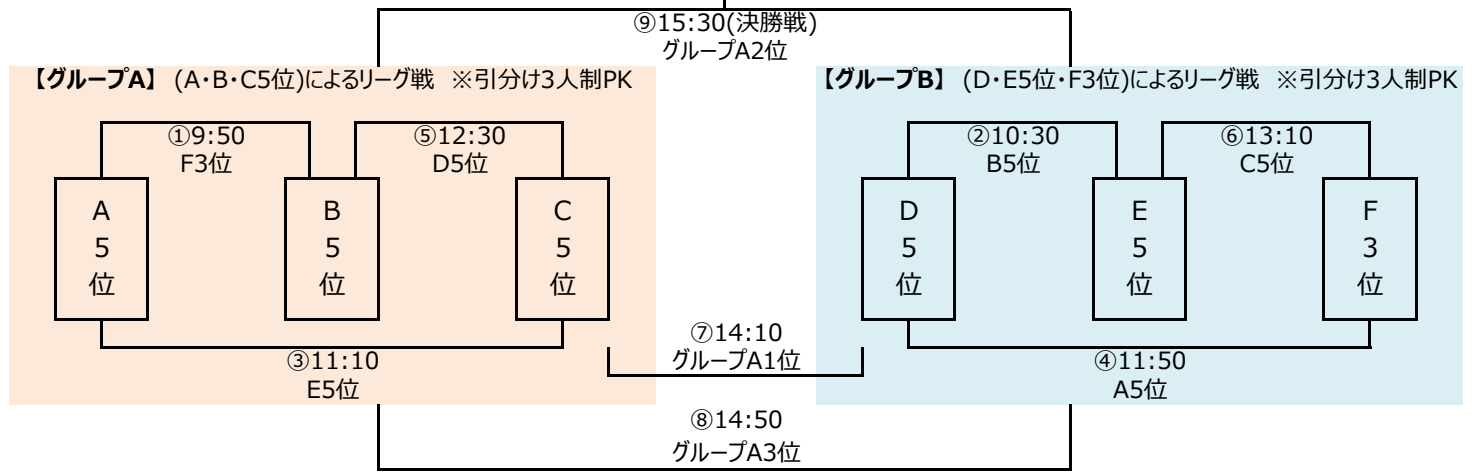 ⑨15:30(決勝戦)
グループA2位
【グループA】 (A・B・C5位)によるリーグ戦 ※引分け3人制PK
【グループB】 (D・E5位・F3位)によるリーグ戦 ※引分け3人制PK
①9:50
F3位
⑤12:30
D5位
②10:30
B5位
⑥13:10
C5位
A
5
位
B
5
位
C
5
位
D
5
位
E
5
位
F
3
位
⑦14:10
グループA1位
③11:10
E5位
④11:50
A5位
⑧14:50
グループA3位